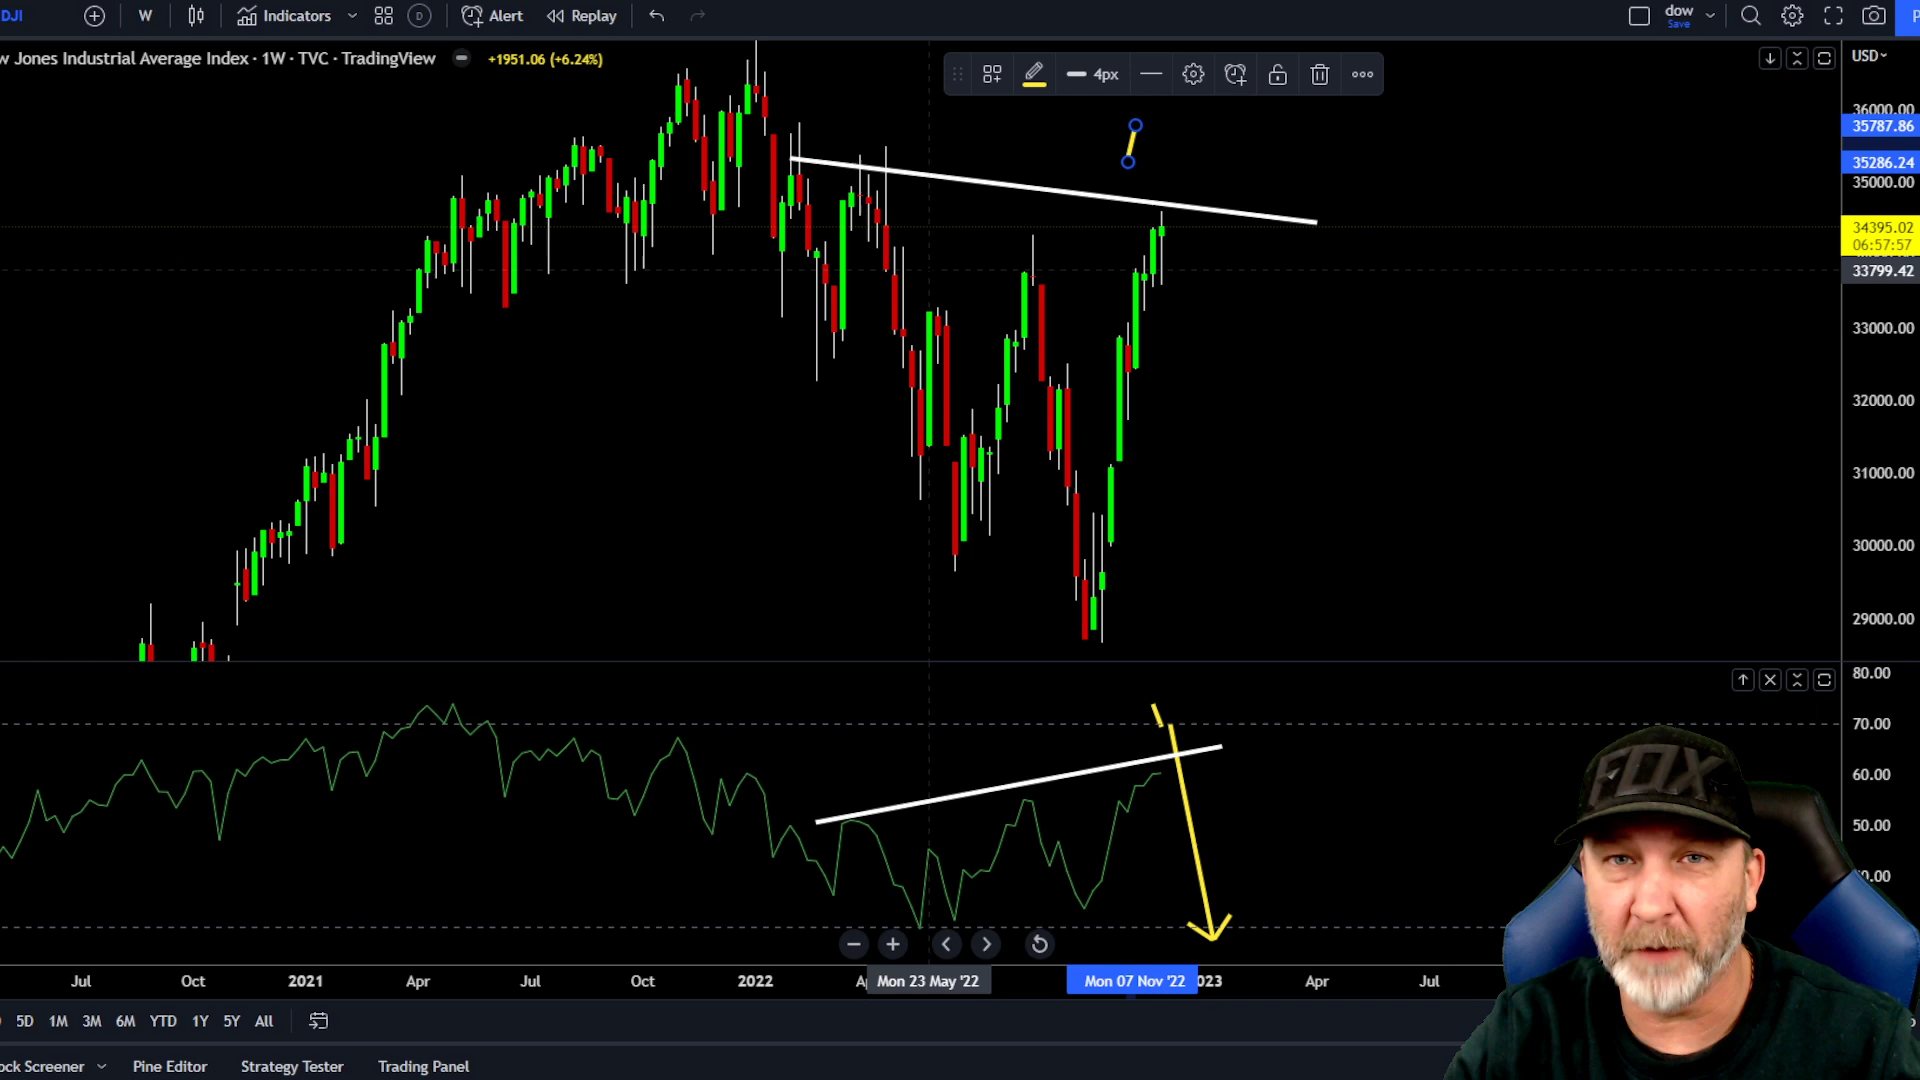 DJI
W
Indicators
D
Alert
Replay
dow
Save
P
w Jones Industrial Average Index · 1W · TVC · TradingView
+1951.06 (+6.24%)
4px
USD
36000.00
35787.86
35286.24
35000.00
34395.02
06:57:57
33799.42
33000.00
32000.00
31000.00
30000.00
29000.00
80.00
70.00
60.00
50.00
0.00
FOX
Jul
Oct
2021
Apr
Jul
Oct
2022
A
Mon 23 May '22
Mon 07 Nov '22
023
Apr
Jul
5D
1M
3M
6M
YTD
1Y
5Y
All
ock Screener
Pine Editor
Strategy Tester
Trading Panel